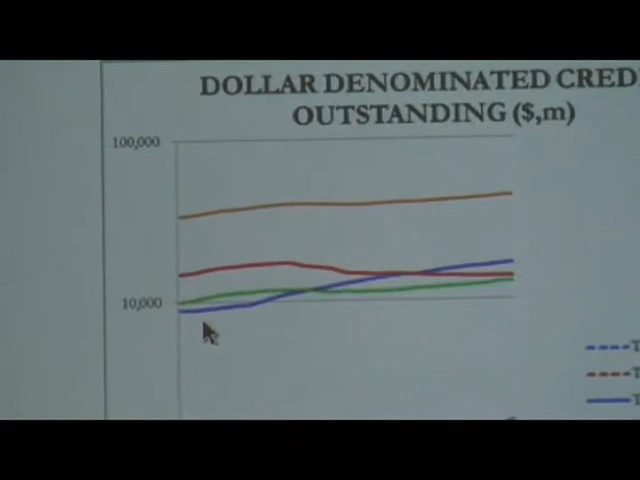 DOLLAR DENOMINATED CRED
OUTSTANDING ($,m)
100,000
10,000
T
T
T